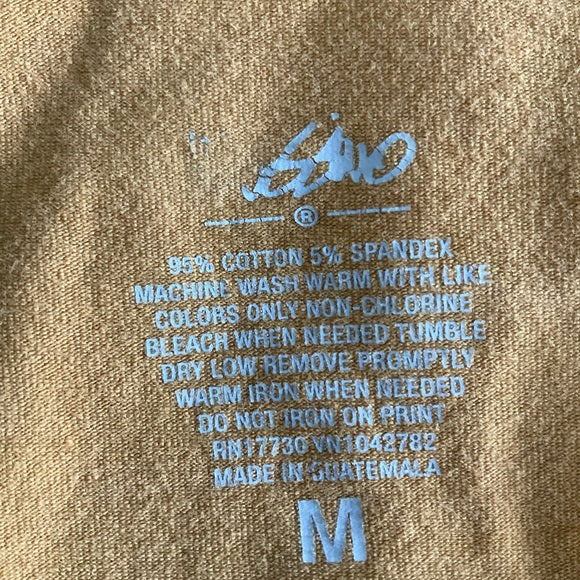 ®
95% COTTON 5% SPANDEX
MACHINE WASH WARM WITH LIKE
COLORS ONLY NON-CHLORINE
BLEACH WHEN NEEDED TUMBLE
DRY LOW REMOVE PROMPTLY
WARM IRON WHEN NEEDED
DO NOT IRON ON PRINT
RN17730 VN1043782
MADE IN GUATEMALA
M